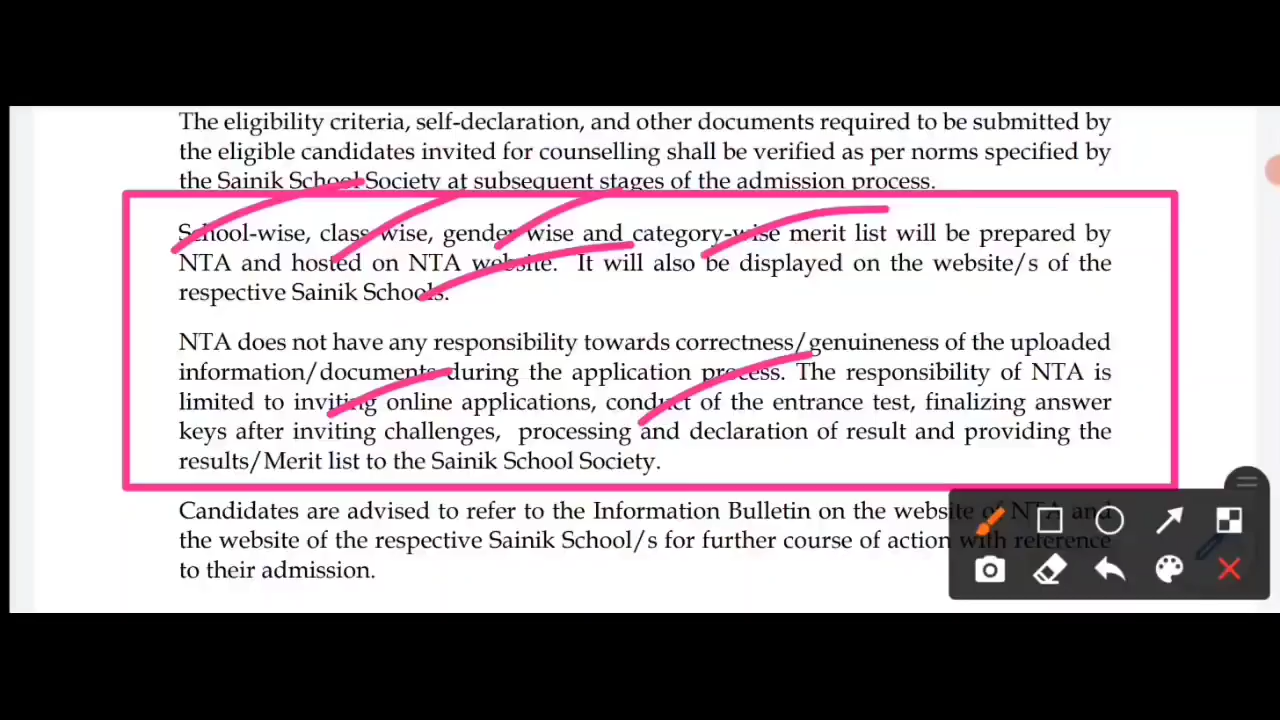 The eligibility criteria, self-declaration, and other documents required to be submitted by
the eligible candidates invited for counselling shall be verified as per norms specified by
the Sainik School Society at subsequent stages of the admission process.
School-wise, class-wise, gender wise and category-wise merit list will be prepared by
NTA and hosted on NTA website. It will also be displayed on the website/s of the
respective Sainik Schools.
NTA does not have any responsibility towards correctness/genuineness of the uploaded
information/documents during the application process. The responsibility of NTA is
limited to inviting online applications, conduct of the entrance test, finalizing answer
keys after inviting challenges, processing and declaration of result and providing the
results/Merit list to the Sainik School Society.
Candidates are advised to refer to the Information Bulletin on the website of NTA and
the website of the respective Sainik School/s for further course of action with reference
to their admission.